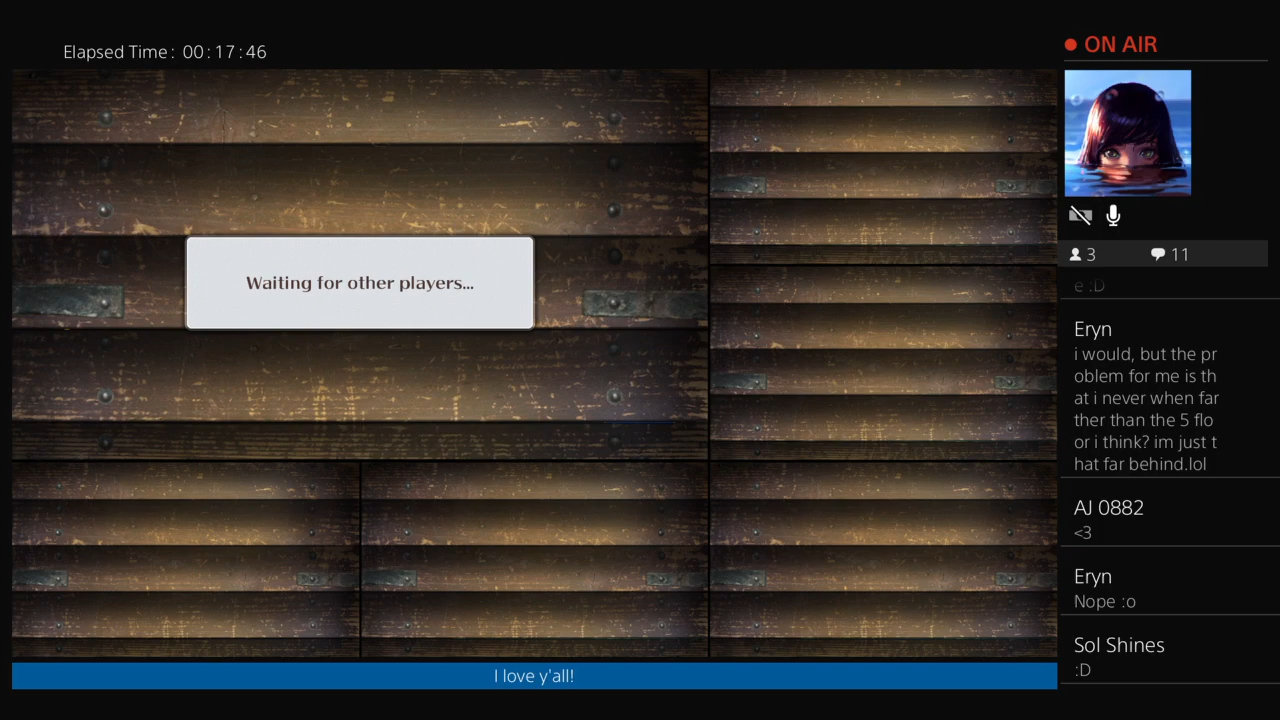 Elapsed Time: 00:17:46
ON AIR
Waiting for other players...
3 11
e :D
Eryn
i would, but the pr
oblem for me is th
at i never when far
ther than the 5 flo
or i think? im just t
hat far behind.lol
AJ 0882
<3
Eryn
Nope :o
Sol Shines
:D
I love y'all!